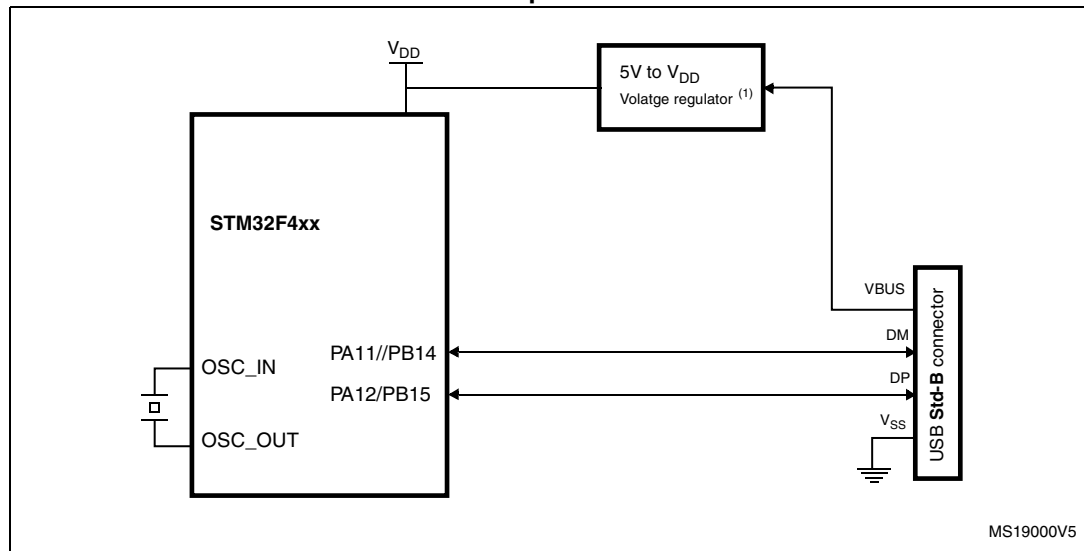 VDD
5V to VDD
Volatge regulator (1)
STM32F4xx
VBUS
DM
PA11//PB14
OSC_IN
DP
PA12/PB15
VSS
OSC_OUT
USB Std-B connector
MS19000V5